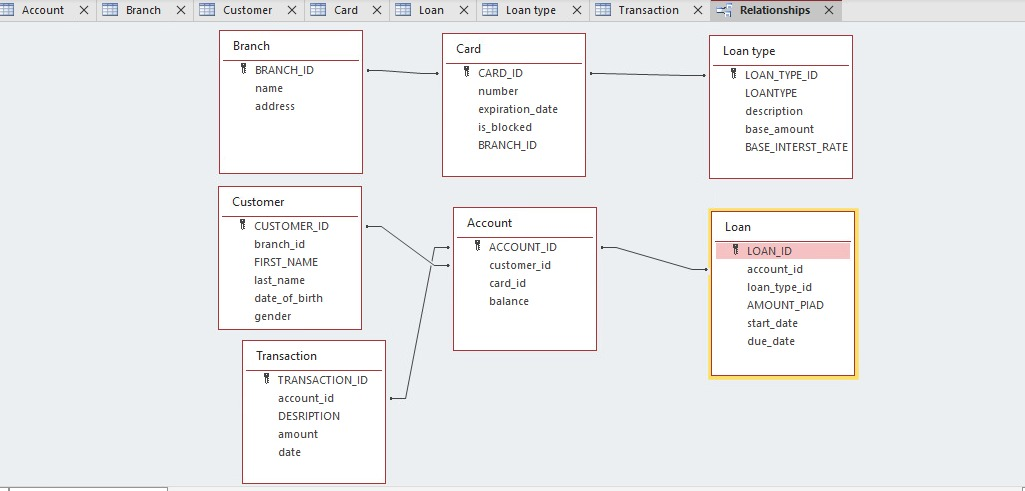 Account Branch Customer Card Loan Loan type Transaction Relationships
Branch
BRANCH_ID
name
address
Card
CARD_ID
number
expiration_date
is_blocked
BRANCH_ID
Loan type
LOAN_TYPE_ID
LOANTYPE
description
base_amount
BASE_INTERST_RATE
Customer
CUSTOMER_ID
branch_id
FIRST_NAME
last_name
date_of_birth
gender
Account
ACCOUNT_ID
customer_id
card_id
balance
Loan
LOAN_ID
account_id
loan_type_id
AMOUNT_PIAD
start_date
due_date
Transaction
TRANSACTION_ID
account_id
DESRIPTION
amount
date